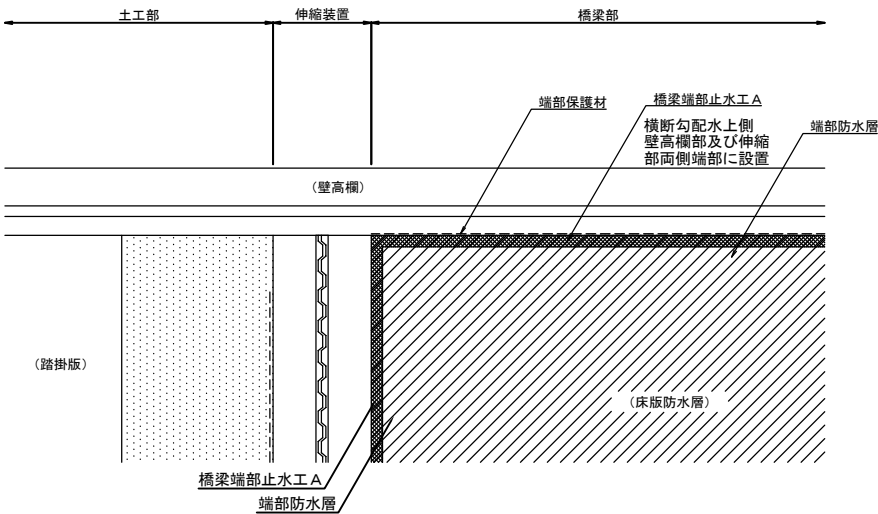 土工部
伸縮装置
橋梁部
端部保護材
橋梁端部止水工A
横断勾配水上側
壁高欄部及び伸縮
部両側端部に設置
端部防水層
(壁高欄)
(踏掛版)
(床版防水層)
橋梁端部止水工A
端部防水層